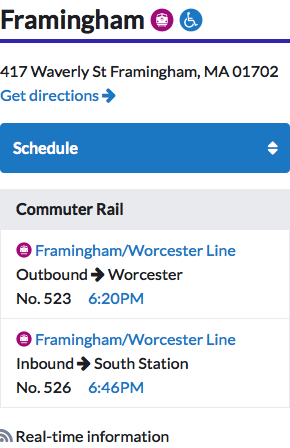 Framingham
417 Waverly St Framingham, MA 01702
Get directions
Schedule
Commuter Rail
Framingham/Worcester Line
Outbound → Worcester
No. 523 6:20PM
Framingham/Worcester Line
Inbound → South Station
No. 526 6:46PM
Real-time information